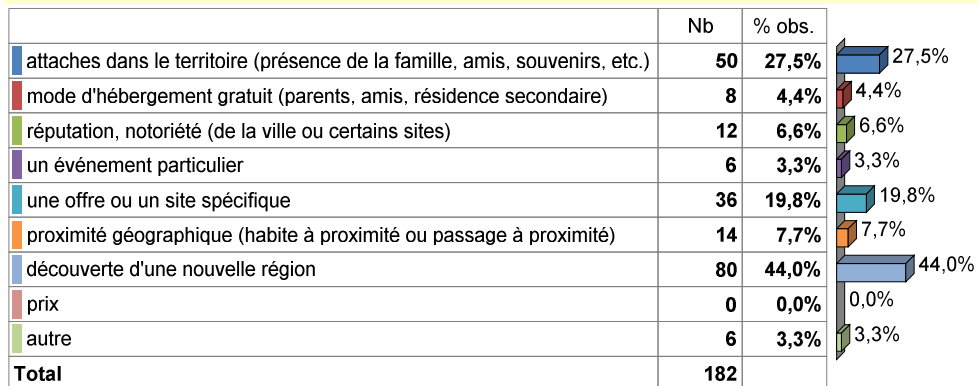 Nb % obs.
attaches dans le territoire (présence de la famille, amis, souvenirs, etc.) 50 27,5% 27,5%
mode d'hébergement gratuit (parents, amis, résidence secondaire) 8 4,4% 4,4%
réputation, notoriété (de la ville ou certains sites) 12 6,6% 6,6%
un événement particulier 6 3,3% 3,3%
une offre ou un site spécifique 36 19,8% 19,8%
proximité géographique (habite à proximité ou passage à proximité) 14 7,7% 7,7%
découverte d'une nouvelle région 80 44,0% 44,0%
prix 0 0,0% 0,0%
autre 6 3,3% 3,3%
Total 182